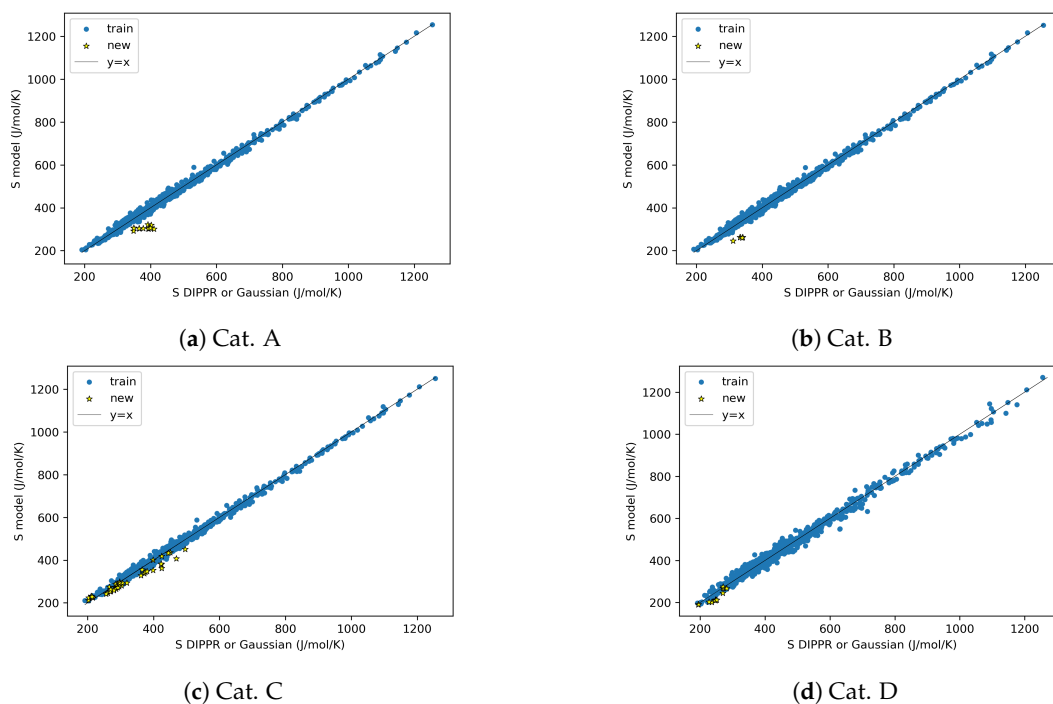 train
new
y=x
1200
1000
800
600
400
200
S model (J/mol/K)
200 400 600 800 1000 1200
S DIPPR or Gaussian (J/mol/K)
(a) Cat. A
train
new
y=x
1200
1000
800
600
400
200
S model (J/mol/K)
200 400 600 800 1000 1200
S DIPPR or Gaussian (J/mol/K)
(b) Cat. B
train
new
y=x
1200
1000
800
600
400
200
S model (J/mol/K)
200 400 600 800 1000 1200
S DIPPR or Gaussian (J/mol/K)
(c) Cat. C
train
new
y=x
1200
1000
800
600
400
200
S model (J/mol/K)
200 400 600 800 1000 1200
S DIPPR or Gaussian (J/mol/K)
(d) Cat. D